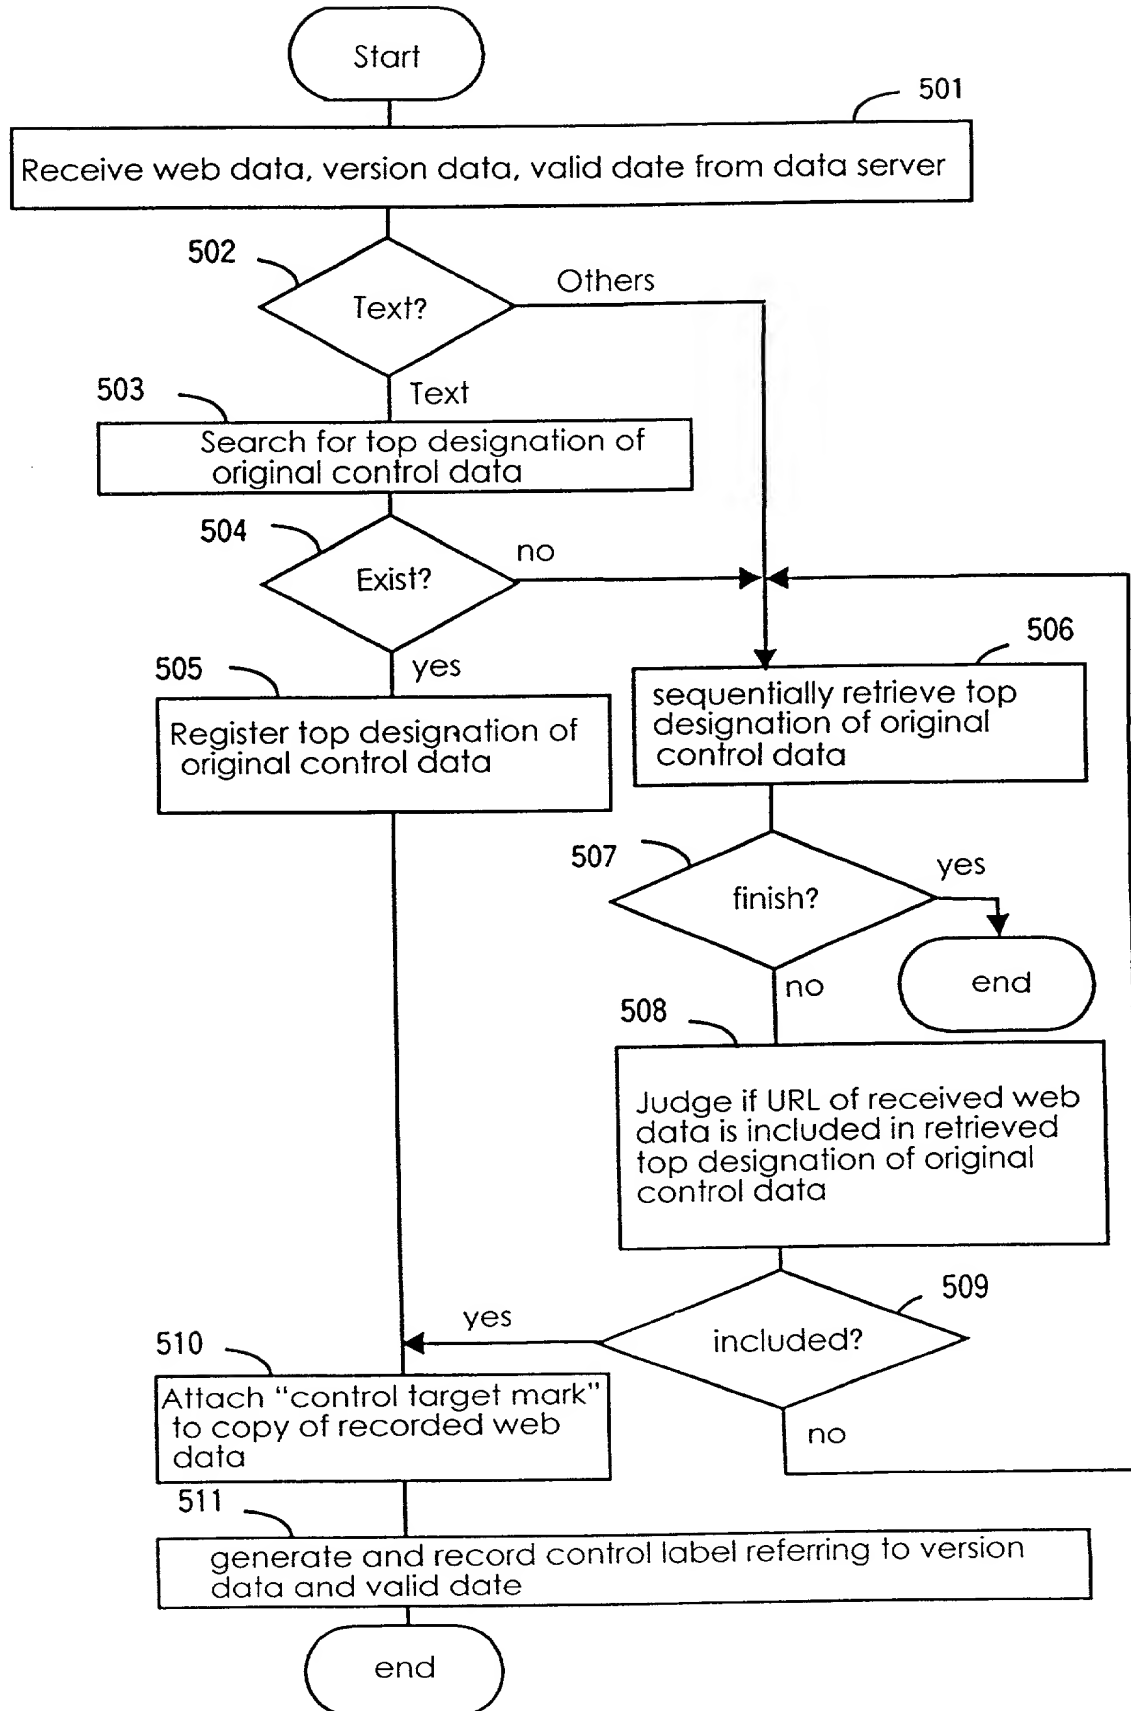 Start
501
Receive web data, version data, valid date from data server
502
Text?
Others
Text
503
Search for top designation of
original control data
504
Exist?
no
yes
505
Register top designation of
original control data
506
sequentially retrieve top
designation of original
control data
507
finish?
yes
end
no
508
Judge if URL of received web
data is included in retrieved
top designation of original
control data
509
included?
yes
no
510
Attach "control target mark"
to copy of recorded web
data
511
generate and record control label referring to version
data and valid date
end